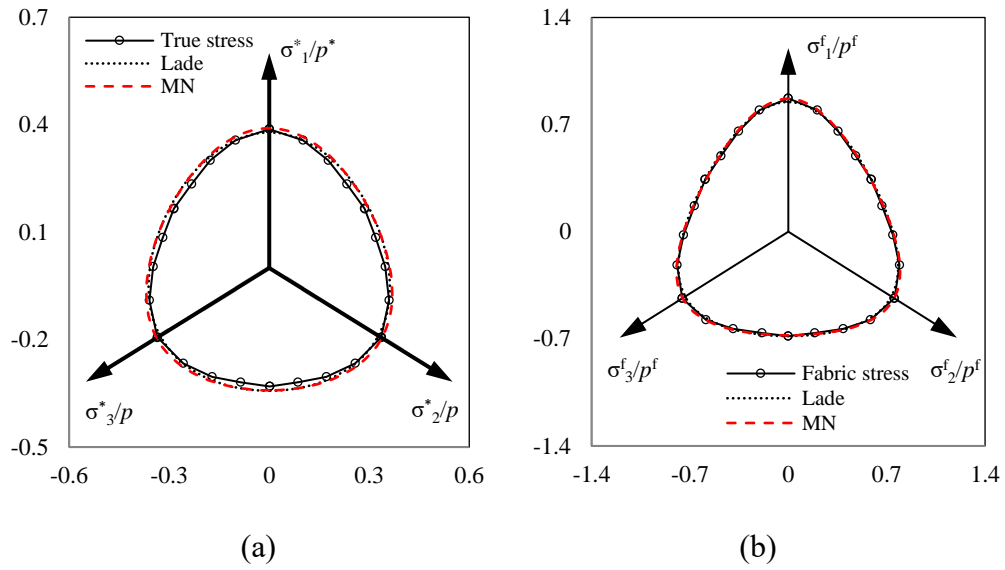 0.7
0.4
0.1
-0.2
-0.5
-0.6
-0.3
0
0.3
0.6
True stress
Lade
MN
σ*1/p*
σ*3/p
σ*2/p
(a)
1.4
0.7
0
-0.7
-1.4
-1.4
-0.7
0
0.7
1.4
σf1/pf
σf3/pf
σf2/pf
Fabric stress
Lade
MN
(b)